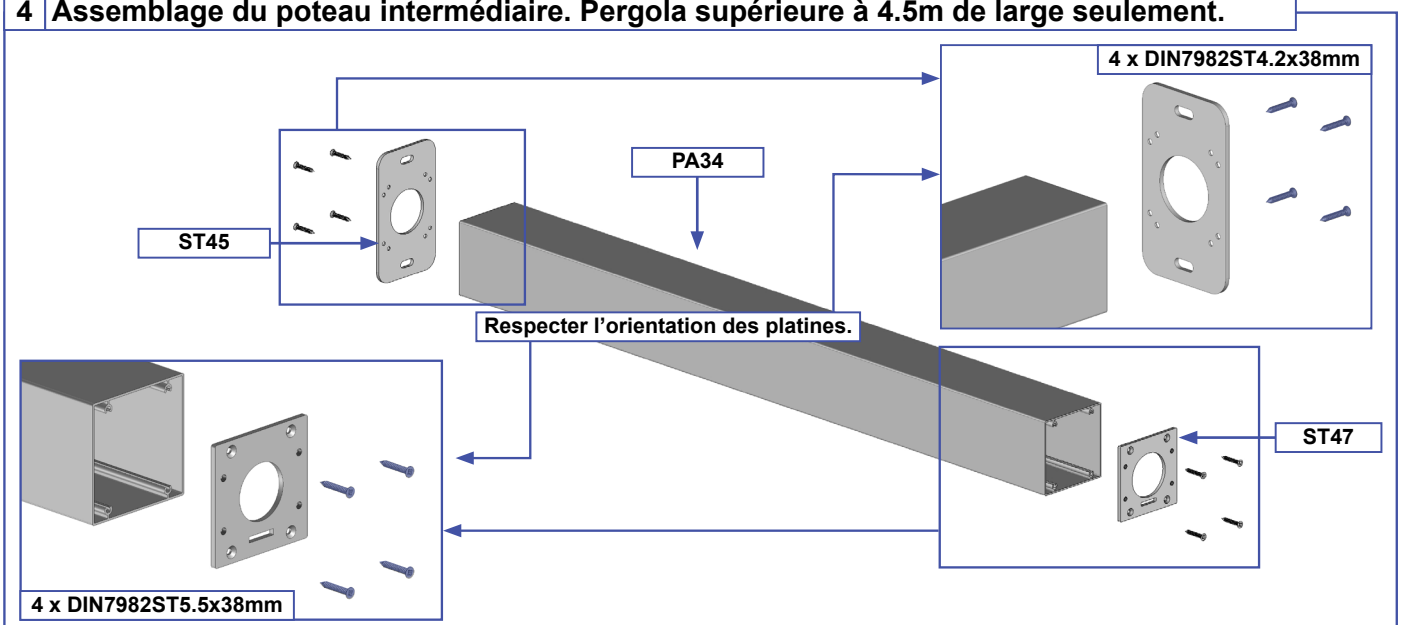 4 Assemblage du poteau intermédiaire. Pergola supérieure à 4.5m de large seulement.
4 x DIN7982ST4.2x38mm
PA34
ST45
Respecter l’orientation des platines.
ST47
4 x DIN7982ST5.5x38mm